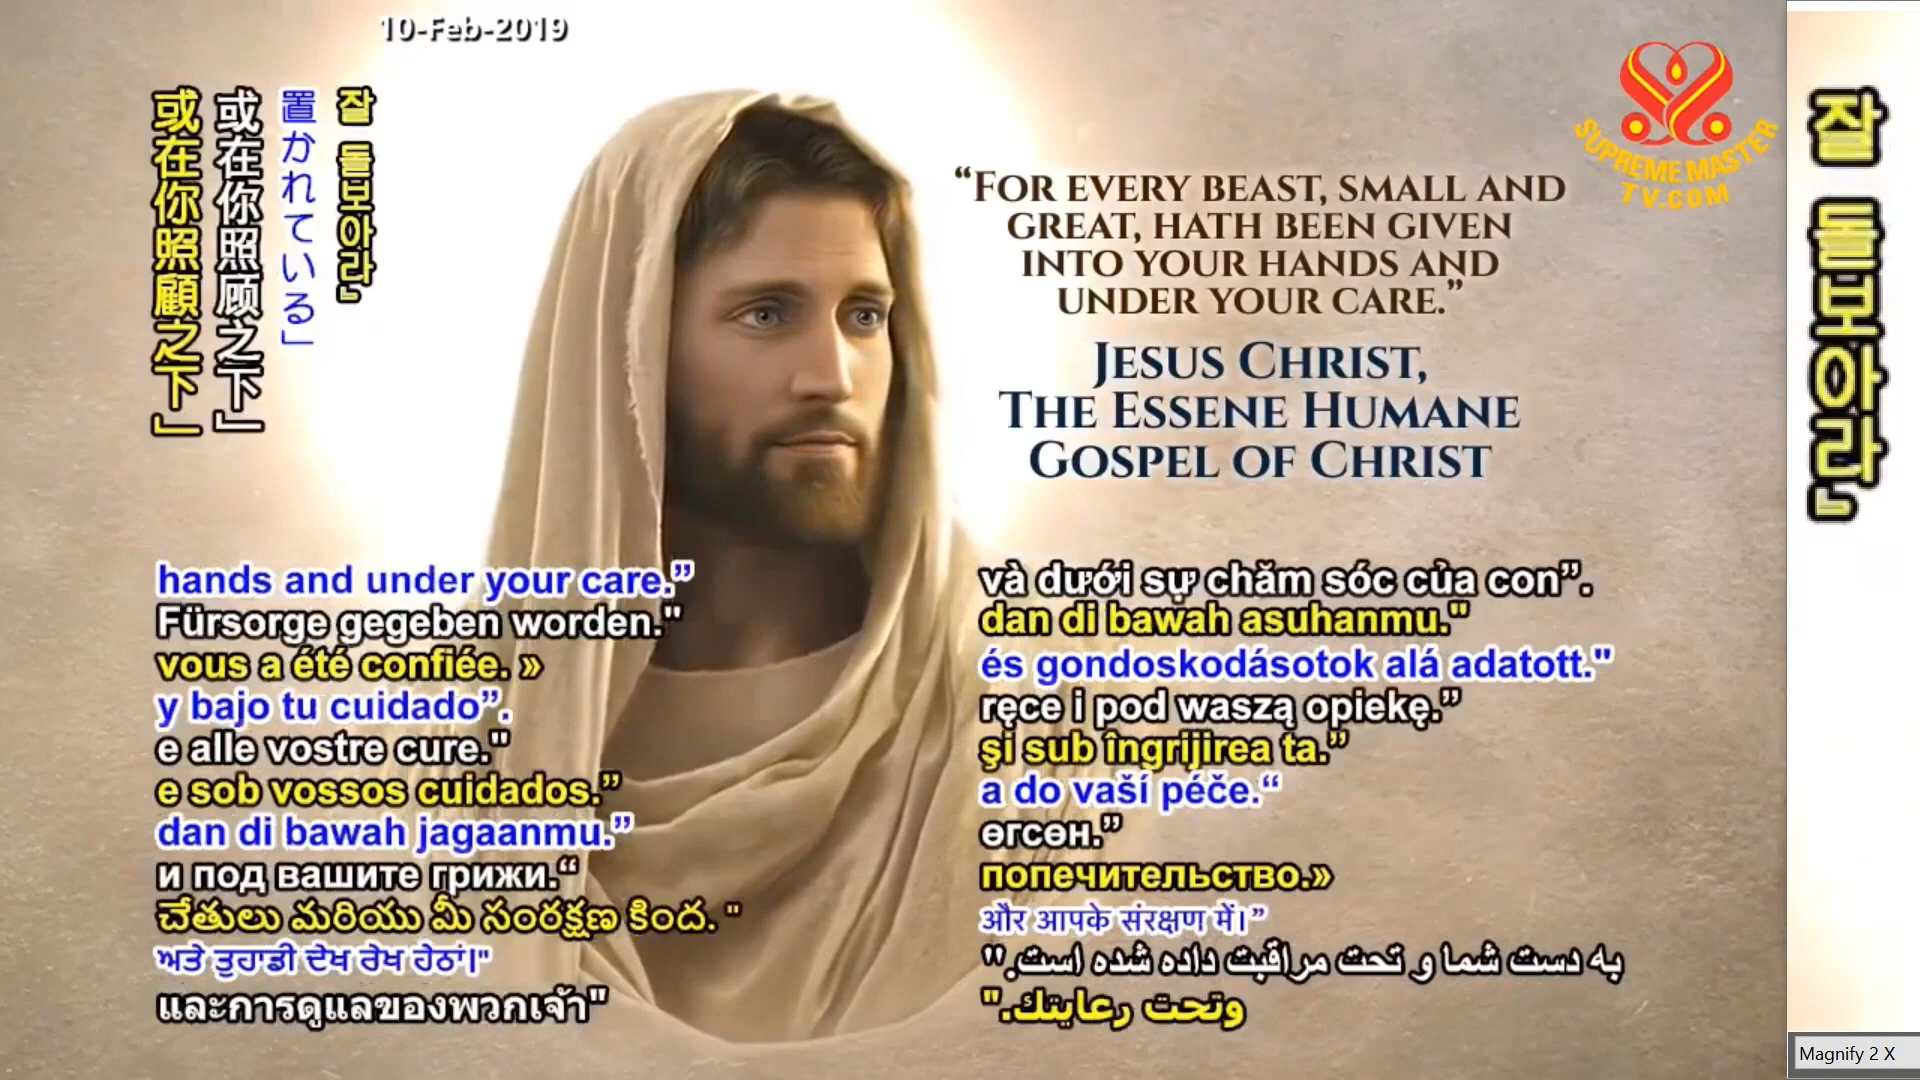 10-Feb-2019
잘 돌보아라』
置かれている」
或在你照顾之下」
或在你照顧之下」
SUPREME MASTER
TV.COM
“FOR EVERY BEAST, SMALL AND
GREAT, HATH BEEN GIVEN
INTO YOUR HANDS AND
UNDER YOUR CARE.”
JESUS CHRIST,
THE ESSENE HUMANE
GOSPEL OF CHRIST
hands and under your care.”
Fürsorge gegeben worden."
vous a été confiée. »
y bajo tu cuidado”.
e alle vostre cure."
e sob vossos cuidados.”
dan di bawah jagaanmu.”
и под вашите грижи.“
చేతులు మరియు మీ సంరక్షణ కింద. "
ਅਤੇ ਤੁਹਾਡੀ ਦੇਖ ਰੇਖ ਹੇਠਾਂ।"
และการดูแลของพวกเจ้า"
và dưới sự chăm sóc của con”.
dan di bawah asuhanmu."
és gondoskodásotok alá adatott."
ręce i pod waszą opiekę.”
şi sub îngrijirea ta.”
a do vaší péče.“
өгсөн.”
попечительство.»
और आपके संरक्षण में।”
به دست شما و تحت مراقبت داده شده است."
وتحت رعايتك."
잘 돌보아라』
Magnify 2 X